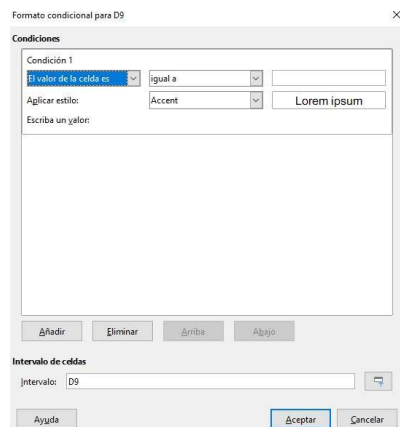 Formato condicional para D9
Condiciones
Condición 1
El valor de la celda es igual a
Aplicar estilo: Accent Lorem ipsum
Escriba un valor:
Añadir Eliminar Arriba Abajo
Intervalo de celdas
Intervalo: D9
Ayuda Aceptar Cancelar